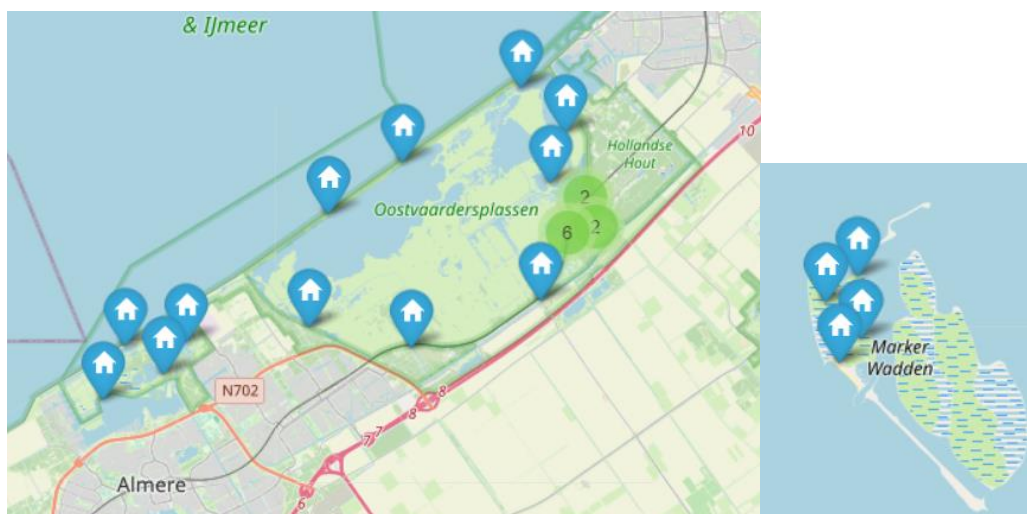 & IJmeer
10
Hollandse
Hout
Oostvaardersplassen
2
2
6
N702
8
8
7
7
6
Almere
Marker
Wadden